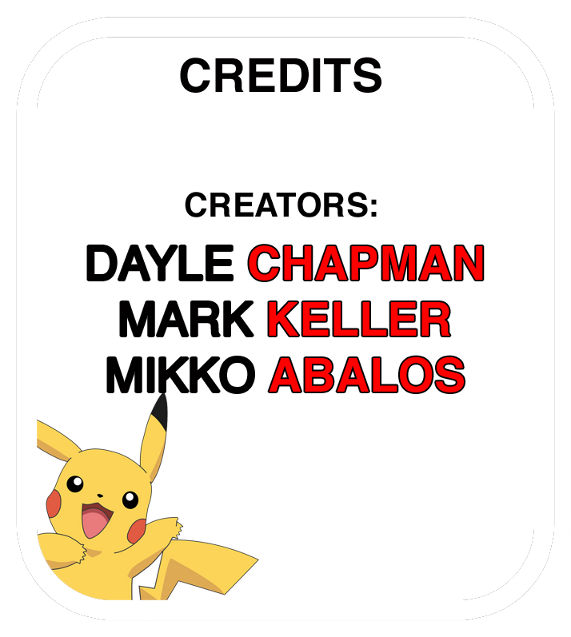 CREDITS
CREATORS:
DAYLE CHAPMAN
MARK KELLER
MIKKO ABALOS